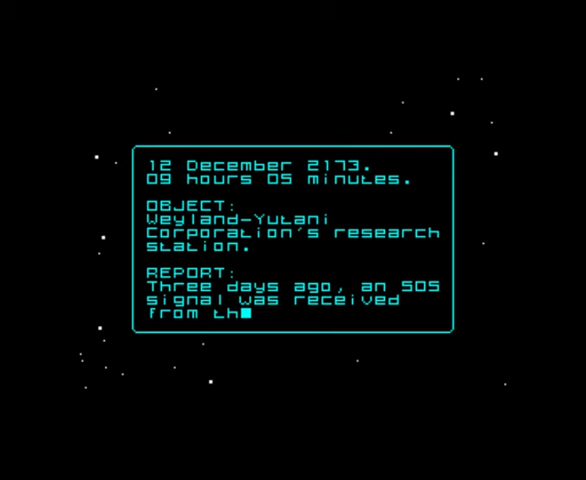 12 December 2173.
09 hours 05 minutes.
OBJECT:
Weyland-Yutani
Corporation's research
station.
REPORT:
Three days ago, an SOS
signal was received
from th